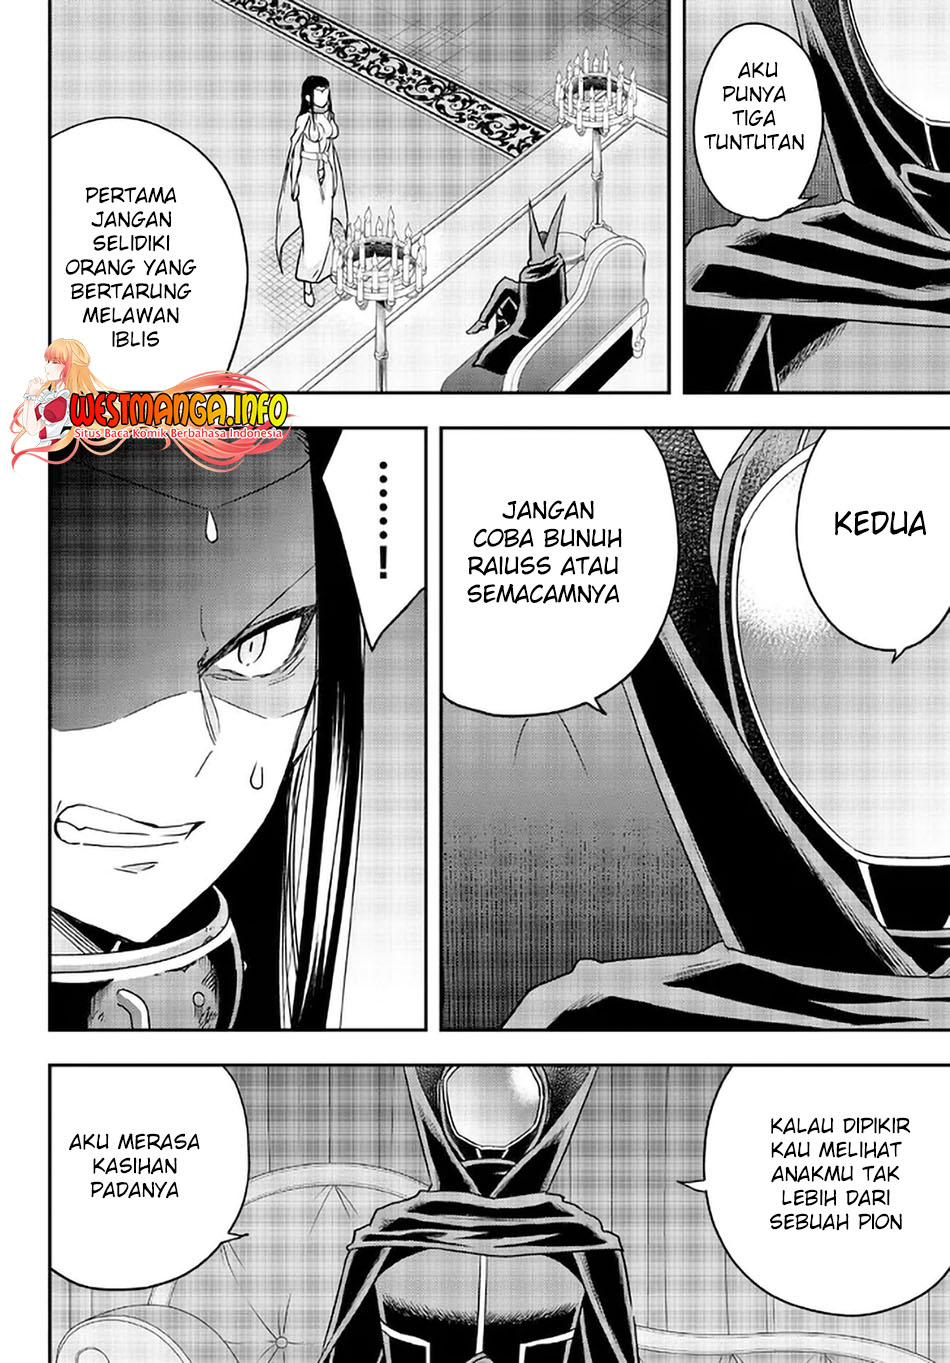 AKU
PUNYA
TIGA
TUNTUTAN
PERTAMA
JANGAN
SELIDIKI
ORANG YANG
BERTARUNG
MELAWAN
IBLIS
WESTMANGA.INFO
Situs Baca Komik Berbahasa Indonesia
KEDUA
JANGAN
COBA BUNUH
RAIUSS ATAU
SEMACAMNYA
.......!
KALAU DIPIKIR
KAU MELIHAT
ANAKMU TAK
LEBIH DARI
SEBUAH PION
AKU MERASA
KASIHAN
PADANYA